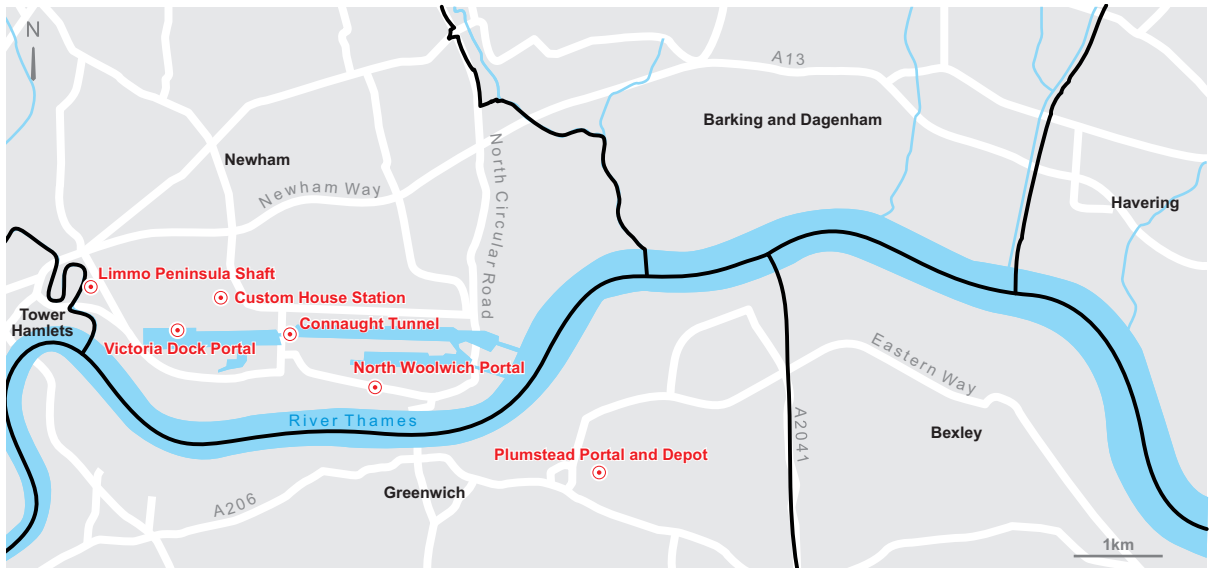 N
A13
Barking and Dagenham
North Circular Road
Newham
Newham Way
Havering
Limmo Peninsula Shaft
Custom House Station
Tower
Hamlets
Connaught Tunnel
Victoria Dock Portal
North Woolwich Portal
Eastern Way
River Thames
A2041
Bexley
Plumstead Portal and Depot
Greenwich
A206
1km